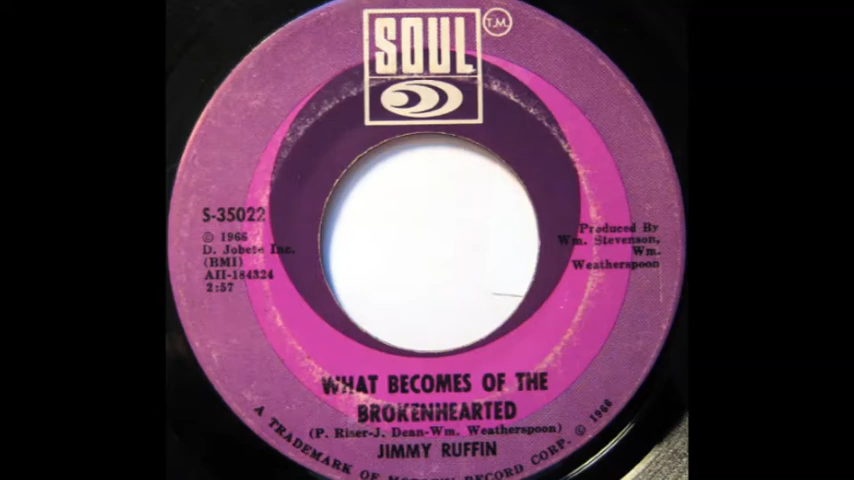 SOUL
T.M.
S-35022
© 1966
D. Jobete Inc.
(BMI)
AII-184324
2:57
Produced By
Wm. Stevenson,
Wm.
Weatherspoon
WHAT BECOMES OF THE
BROKENHEARTED
(P. Riser-J. Dean-Wm. Weatherspoon)
JIMMY RUFFIN
A TRADEMARK OF MOTOWN RECORD CORP. © 1966